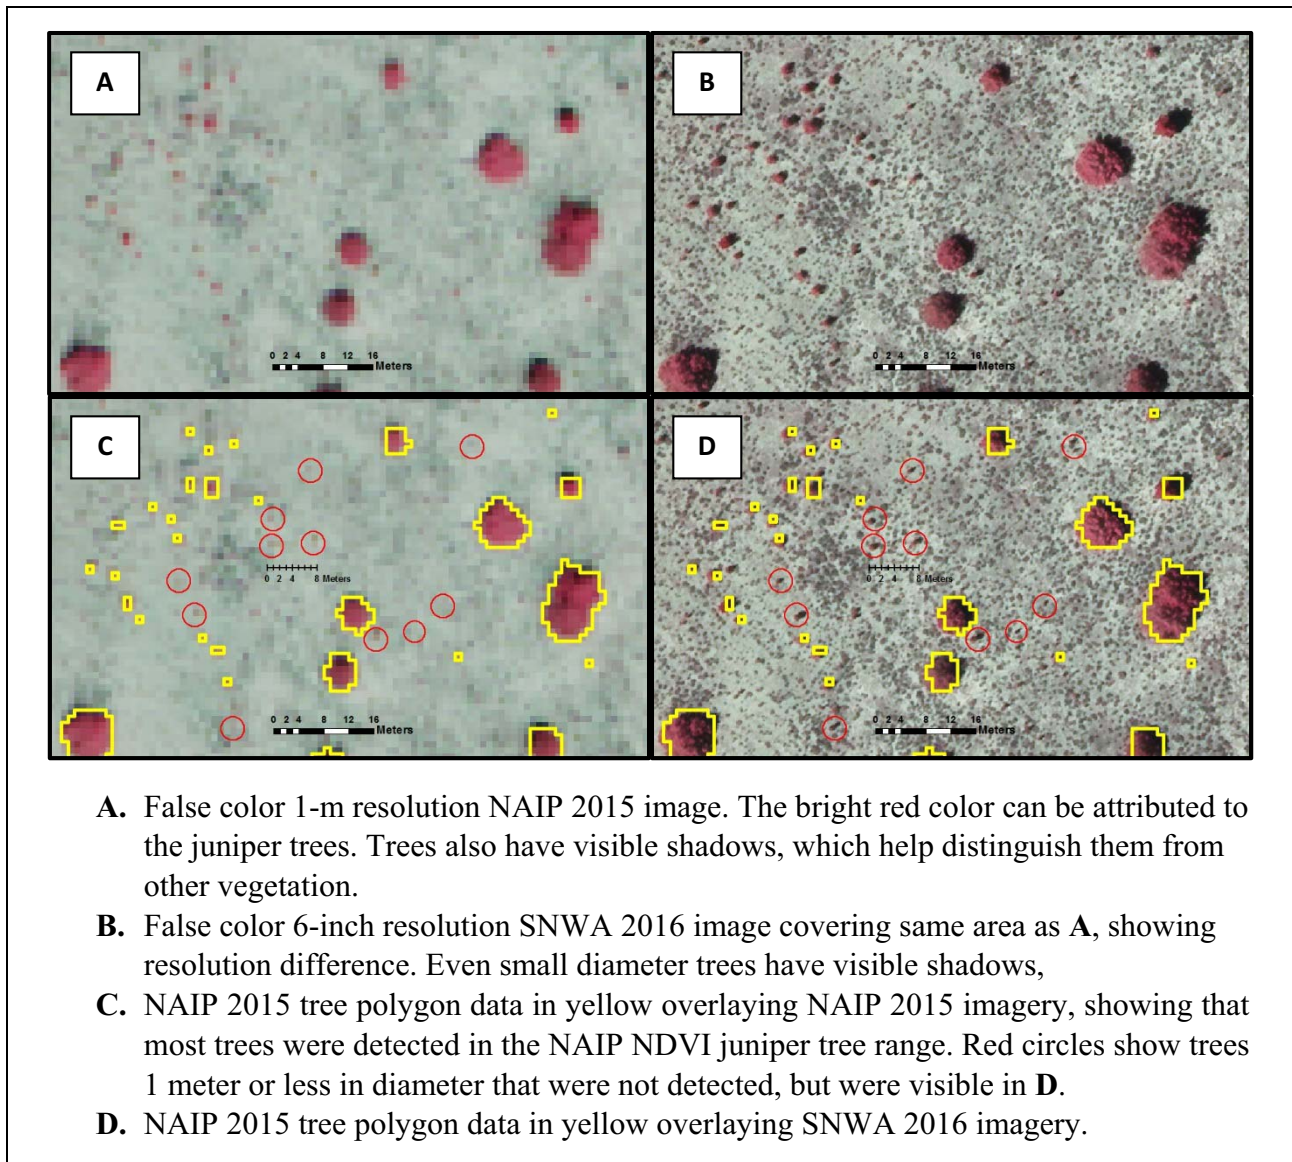 A
B
0 2 4 8 12 16
Meters
0 2 4 8 12 16
Meters
C
D
0 2 4 8 Meters
0 2 4 8 Meters
0 2 4 8 12 16
Meters
0 2 4 8 12 16
Meters
A. False color 1-m resolution NAIP 2015 image. The bright red color can be attributed to
the juniper trees. Trees also have visible shadows, which help distinguish them from
other vegetation.
B. False color 6-inch resolution SNWA 2016 image covering same area as A, showing
resolution difference. Even small diameter trees have visible shadows,
C. NAIP 2015 tree polygon data in yellow overlaying NAIP 2015 imagery, showing that
most trees were detected in the NAIP NDVI juniper tree range. Red circles show trees
1 meter or less in diameter that were not detected, but were visible in D.
D. NAIP 2015 tree polygon data in yellow overlaying SNWA 2016 imagery.